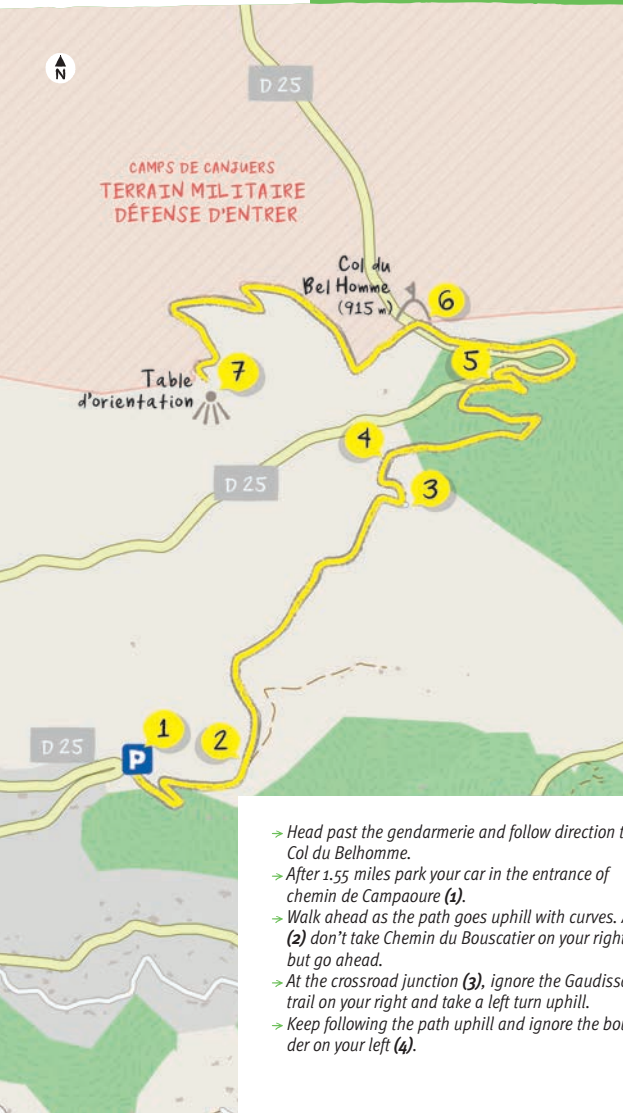 N
D 25
CAMPS DE CANJUERS
TERRAIN MILITAIRE
DÉFENSE D'ENTRER
Col du
Bel Homme
(915 m)
6
5
7
Table
d'orientation
4
D 25
3
1
2
D 25
P
→ Head past the gendarmerie and follow direction
Col du Belhomme.
→ After 1.55 miles park your car in the entrance of
chemin de Campaoure (1).
→ Walk ahead as the path goes uphill with curves.
(2) don't take Chemin du Bouscatier on your right
but go ahead.
→ At the crossroad junction (3), ignore the
trail on your right and take a left turn uphill.
→ Keep following the path uphill and ignore the
der on your left (4).